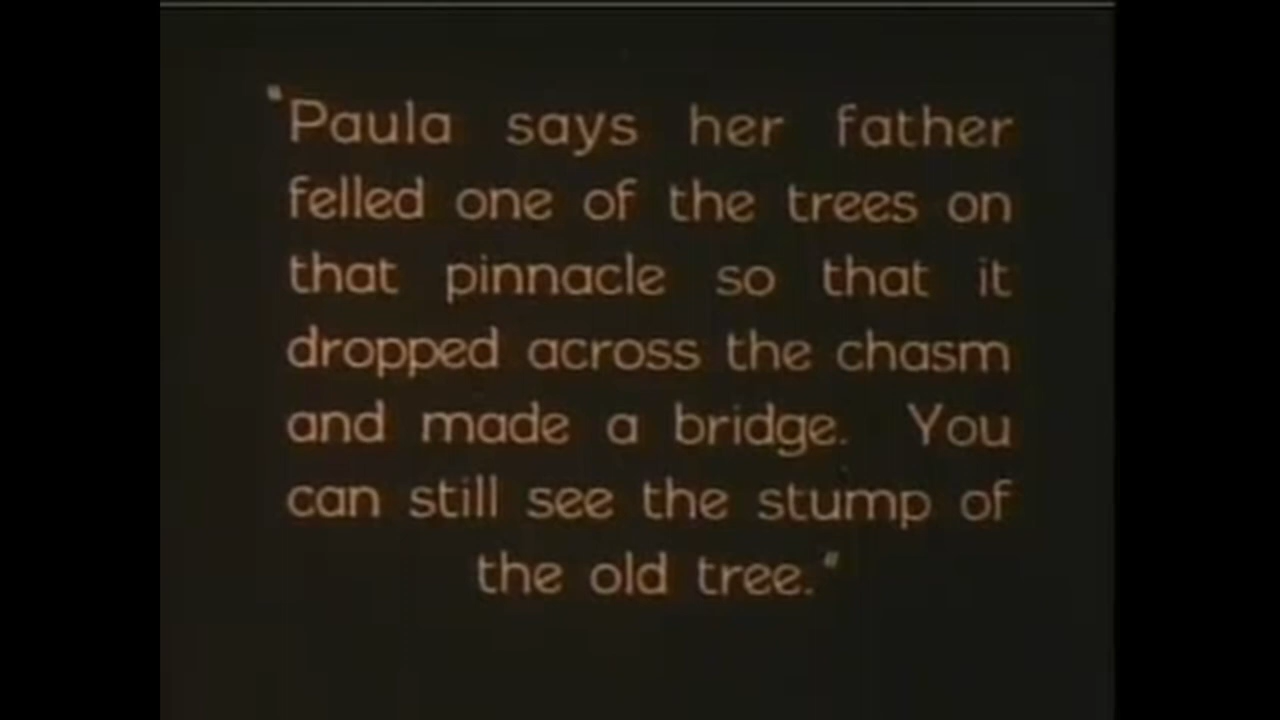 "Paula says her father
felled one of the trees on
that pinnacle so that it
dropped across the chasm
and made a bridge. You
can still see the stump of
the old tree."